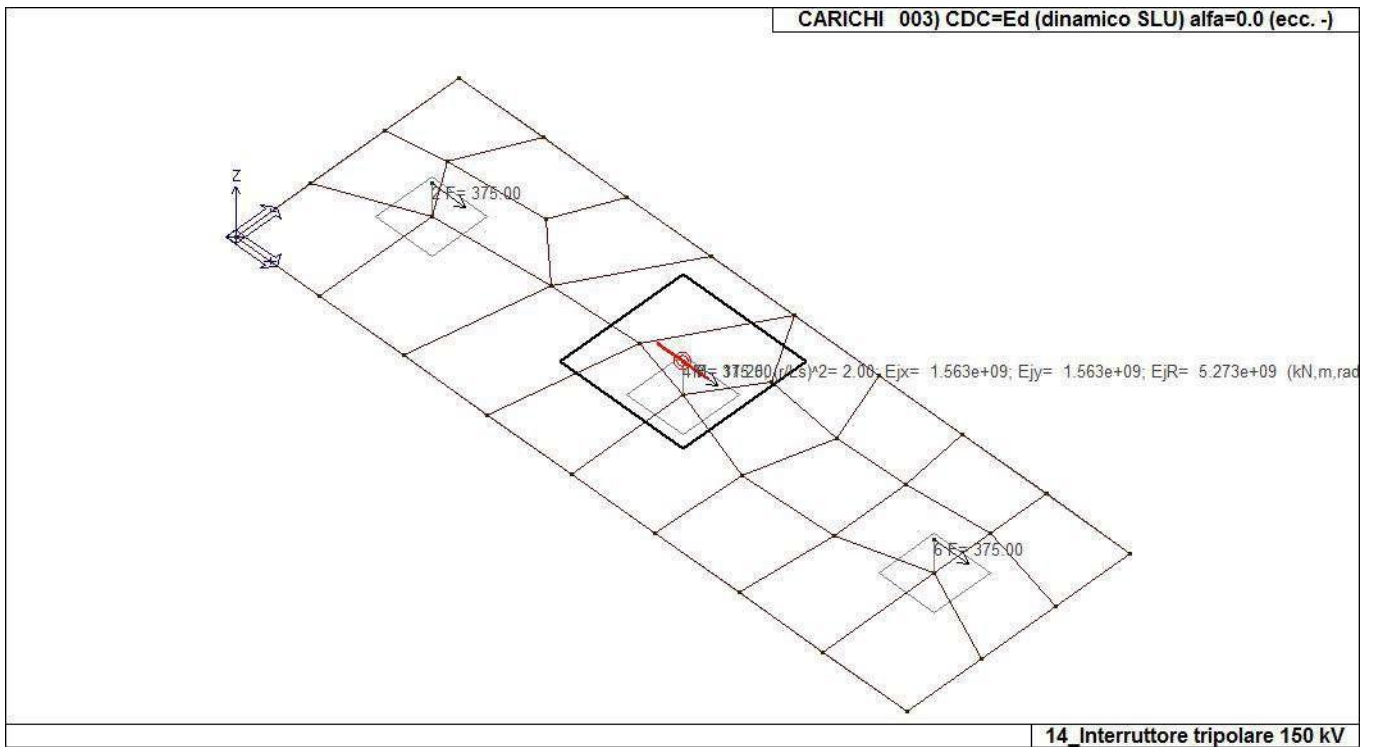 CARICHI 003) CDC=Ed (dinamico SLU) alfa=0.0 (ecc. -)
Z
2 F= 375.00
(r/Ls)^2= 2.00; Ejx= 1.563e+09; Ejy= 1.563e+09; EjR= 5.273e+09 (kN,m,rad
6 F= 375.00
14_Interruttore tripolare 150 kV